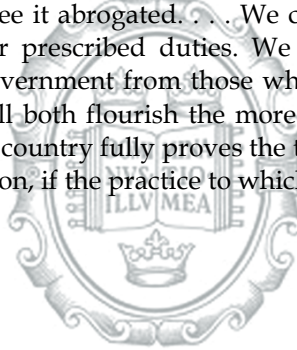 ee it abrogated. . . . We c
r prescribed duties. We
vernment from those wh
ll both flourish the more
country fully proves the t
on, if the practice to which
ILLV MEA